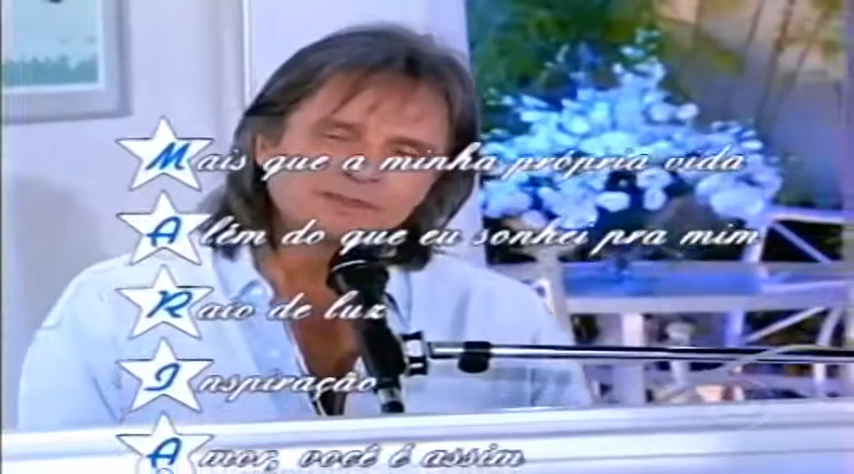 Mais que a minha própria vida
Além do que eu sonhei pra mim
Raio de luz
Inspiração
Amor, você é assim